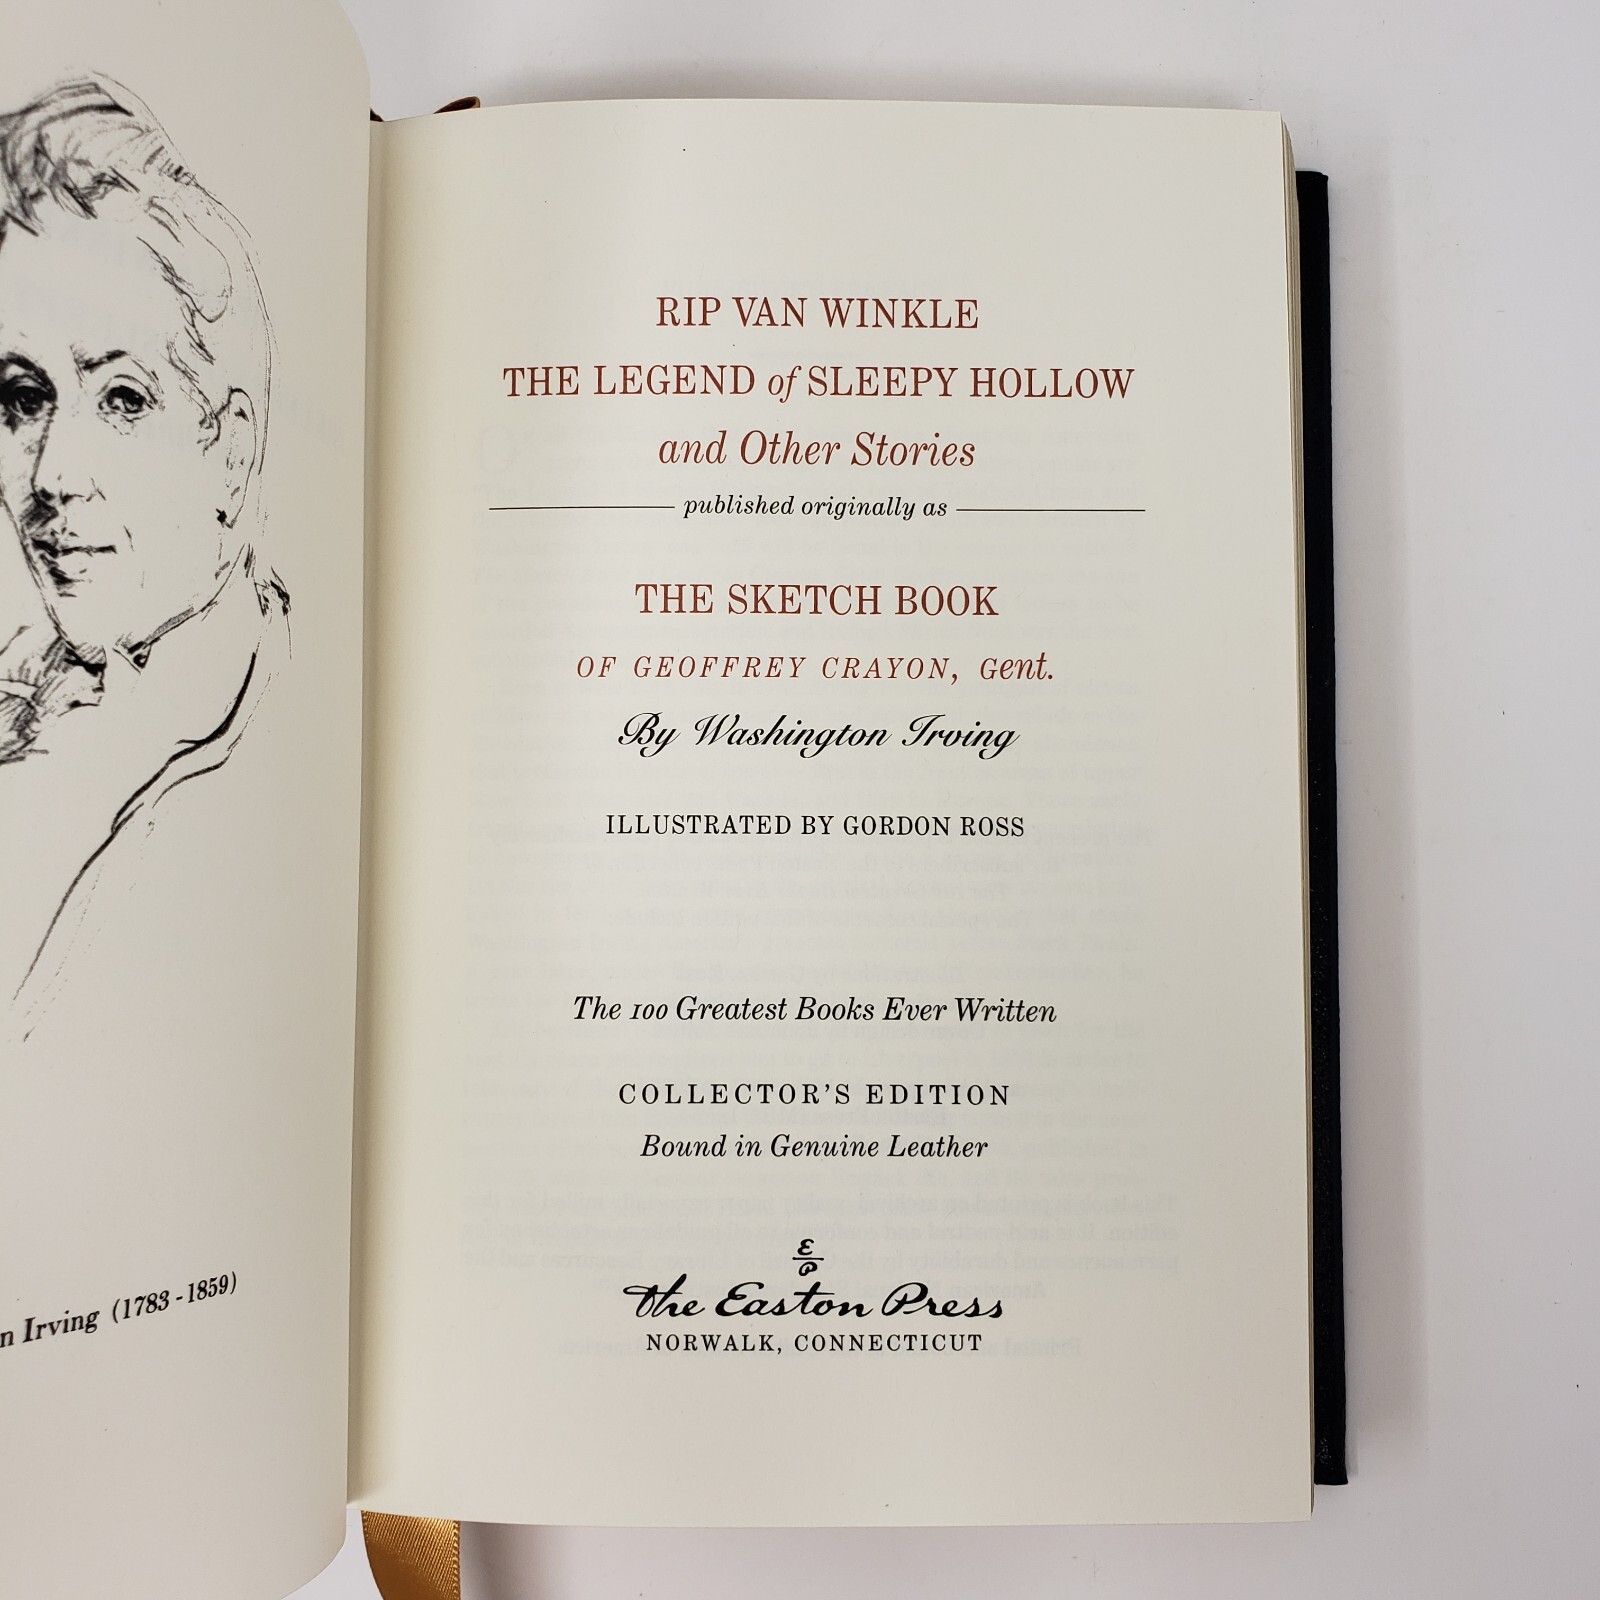 n Irving (1783-1859)
RIP VAN WINKLE
THE LEGEND of SLEEPY HOLLOW
and Other Stories
published originally as
THE SKETCH BOOK
OF GEOFFREY CRAYON, Gent.
By Washington Irving
ILLUSTRATED BY GORDON ROSS
The 100 Greatest Books Ever Written
COLLECTOR'S EDITION
Bound in Genuine Leather
E
P
The Easton Press
NORWALK, CONNECTICUT